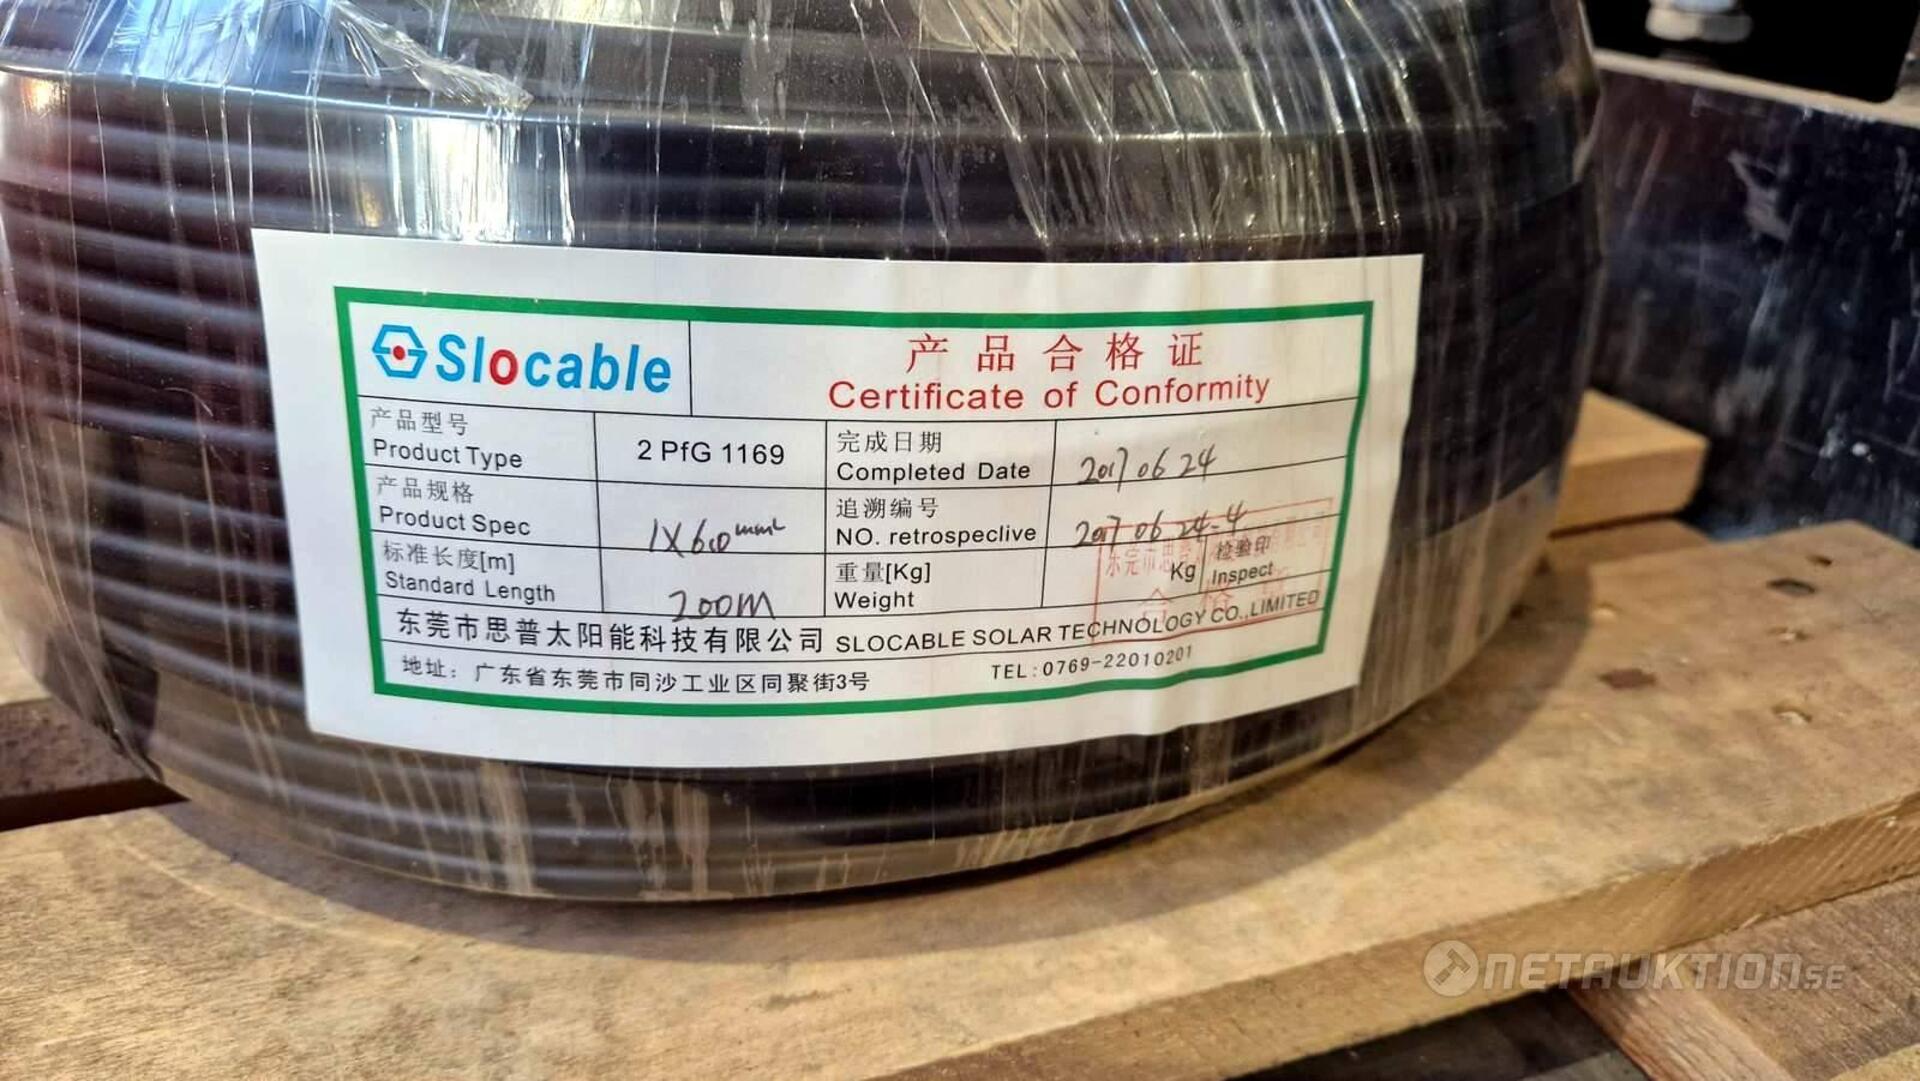 Slocable
产品合格证
Certificate of Conformity
产品型号
Product Type
2 PfG 1169
完成日期
Completed Date
2017 06 24
产品规格
Product Spec
1X6.0mm²
追溯编号
NO. retrospeclive
2017 06 24-4
标准长度[m]
Standard Length
200M
重量[Kg]
Weight
Kg
检验印
Inspect
合格
东莞市思普太阳能科技有限公司 SLOCABLE SOLAR TECHNOLOGY CO.,LIMITED
地址：广东省东莞市同沙工业区同聚街3号 TEL:0769-22010201
NETAUKTION.SE